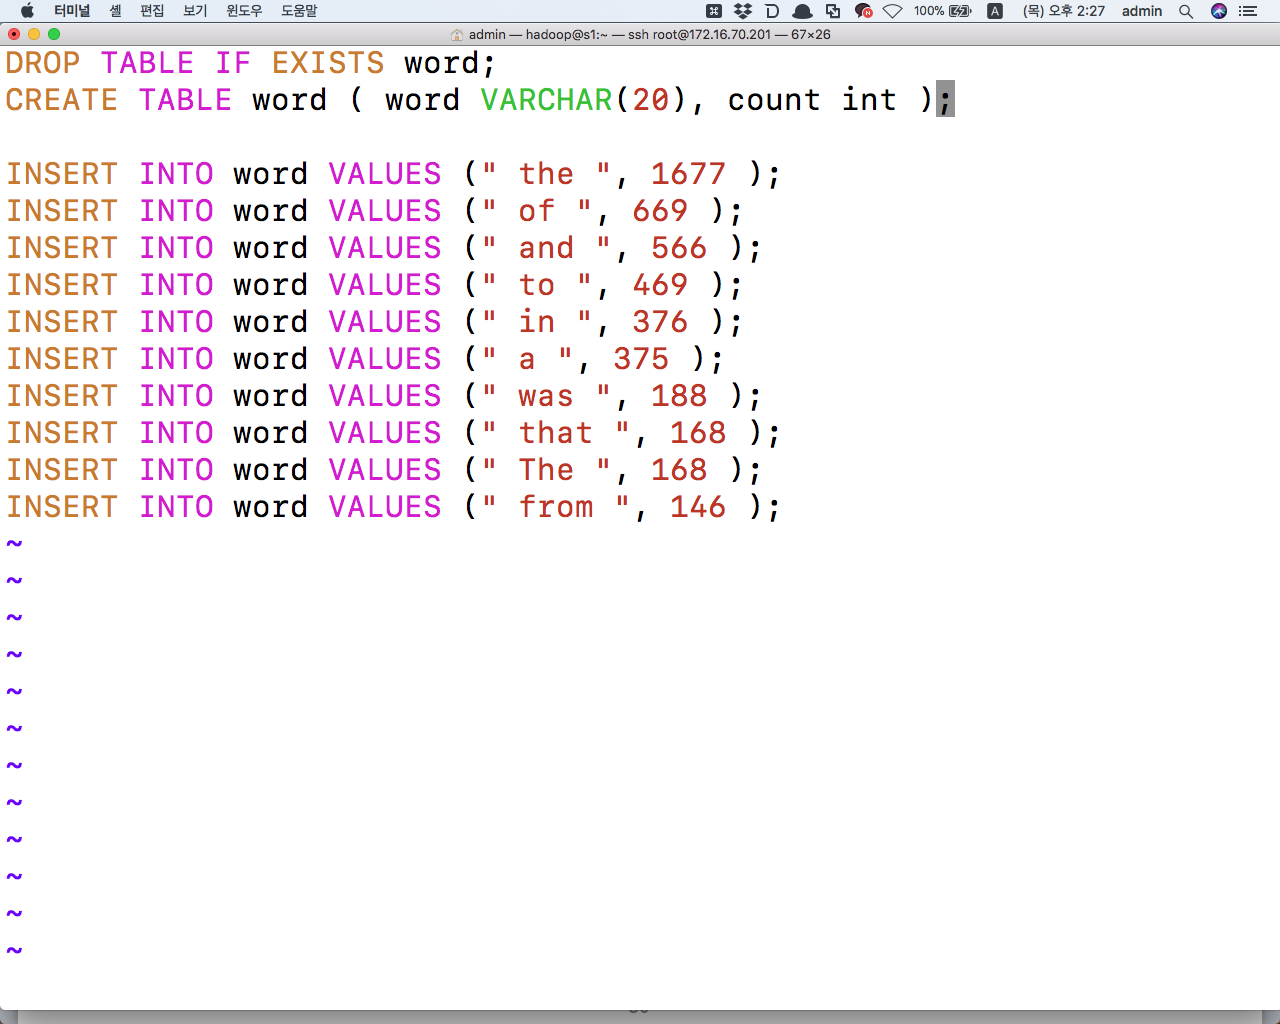 터미널 셸 편집 보기 윈도우 도움말 100% A (목) 오후 2:27 admin
admin — hadoop@s1:~ — ssh root@172.16.70.201 — 67×26
DROP TABLE IF EXISTS word;
CREATE TABLE word ( word VARCHAR(20), count int );
INSERT INTO word VALUES (" the ", 1677 );
INSERT INTO word VALUES (" of ", 669 );
INSERT INTO word VALUES (" and ", 566 );
INSERT INTO word VALUES (" to ", 469 );
INSERT INTO word VALUES (" in ", 376 );
INSERT INTO word VALUES (" a ", 375 );
INSERT INTO word VALUES (" was ", 188 );
INSERT INTO word VALUES (" that ", 168 );
INSERT INTO word VALUES (" The ", 168 );
INSERT INTO word VALUES (" from ", 146 );
~
~
~
~
~
~
~
~
~
~
~
~